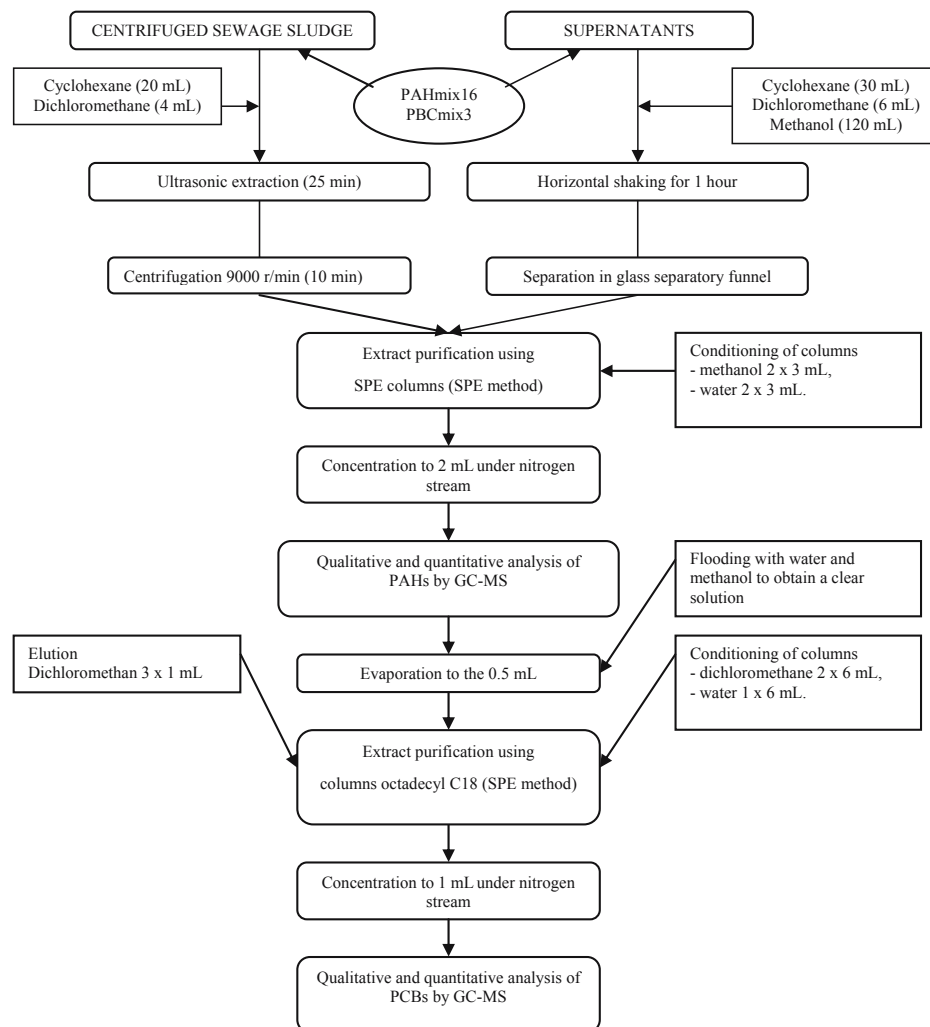 CENTRIFUGED SEWAGE SLUDGE
SUPERNATANTS
Cyclohexane (20 mL)
Dichloromethane (4 mL)
PAHmix16
PBCmix3
Cyclohexane (30 mL)
Dichloromethane (6 mL)
Methanol (120 mL)
Ultrasonic extraction (25 min)
Horizontal shaking for 1 hour
Centrifugation 9000 r/min (10 min)
Separation in glass separatory funnel
Extract purification using
SPE columns (SPE method)
Conditioning of columns
- methanol 2 x 3 mL,
- water 2 x 3 mL.
Concentration to 2 mL under nitrogen
stream
Qualitative and quantitative analysis of
PAHs by GC-MS
Flooding with water and
methanol to obtain a clear
solution
Elution
Dichloromethan 3 x 1 mL
Evaporation to the 0.5 mL
Conditioning of columns
- dichloromethane 2 x 6 mL,
- water 1 x 6 mL.
Extract purification using
columns octadecyl C18 (SPE method)
Concentration to 1 mL under nitrogen
stream
Qualitative and quantitative analysis of
PCBs by GC-MS